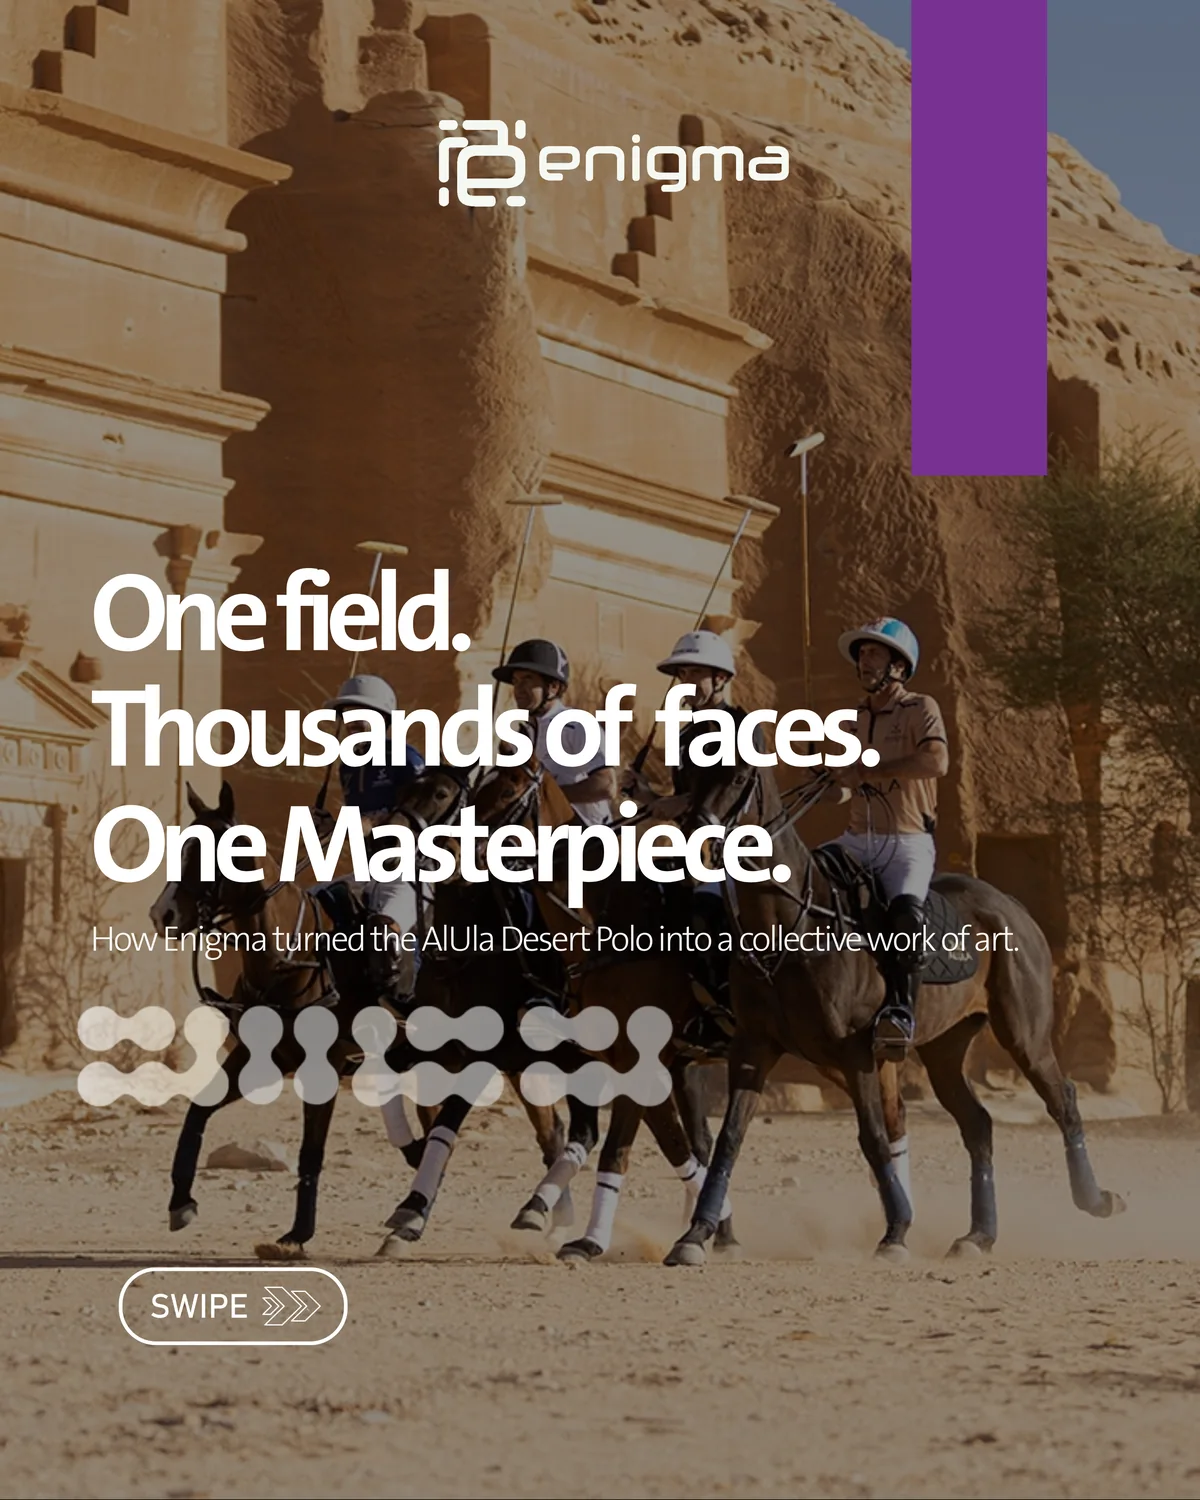 enigma
One field.
Thousands of faces.
One Masterpiece.
How Enigma turned the AlUla Desert Polo into a collective work of art.
SWIPE